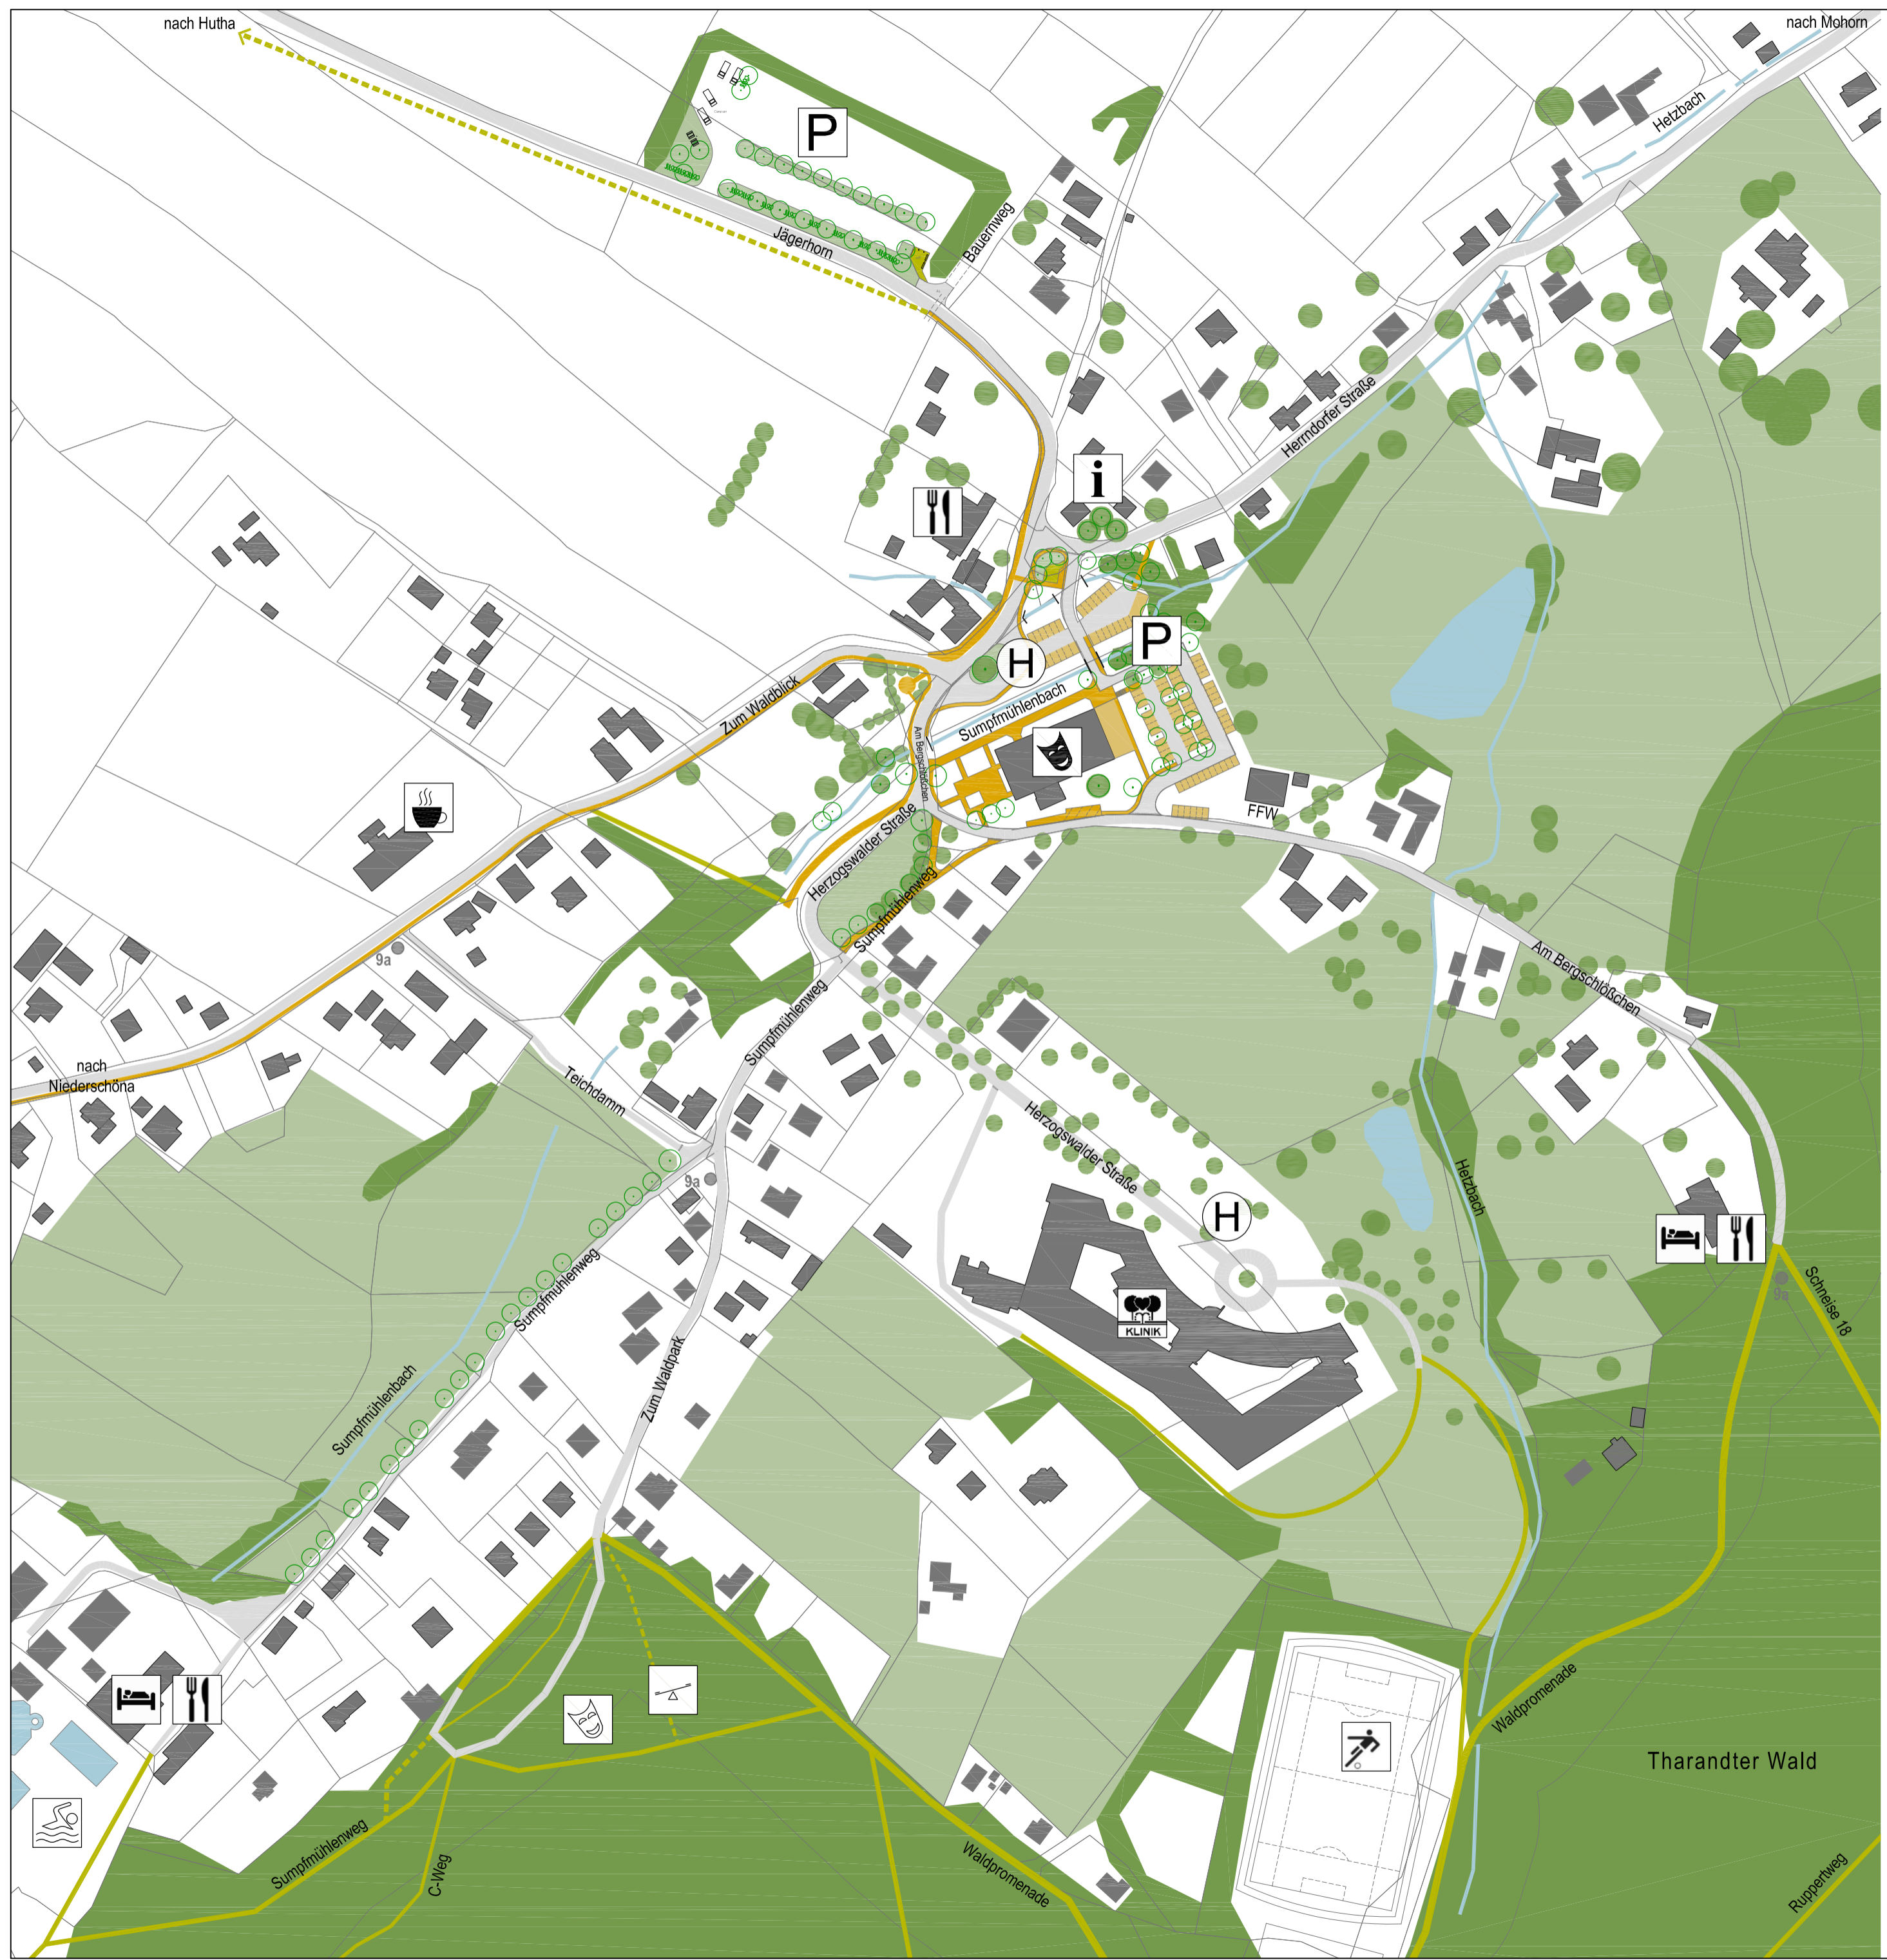 nach Hutha
nach Mohorn
P
Hetzbach
Jägerhorn
Bauernweg
Herrndorfer Straße
i
P
H
Zum Waldblick
Sumpfmühlenbach
Am Bergschlößchen
Herzogswalder Straße
FFW
Sumpfmühlenweg
Am Bergschlößchen
9a
nach
Niederschöna
Sumpfmühlenweg
Teichdamm
Herzogswalder Straße
Hetzbach
9a
H
KLINIK
9a
Schneise 18
Sumpfmühlenweg
Sumpfmühlenbach
Zum Waldpark
Waldpromenade
Tharandter Wald
Sumpfmühlenweg
C-Weg
Waldpromenade
Ruppertweg